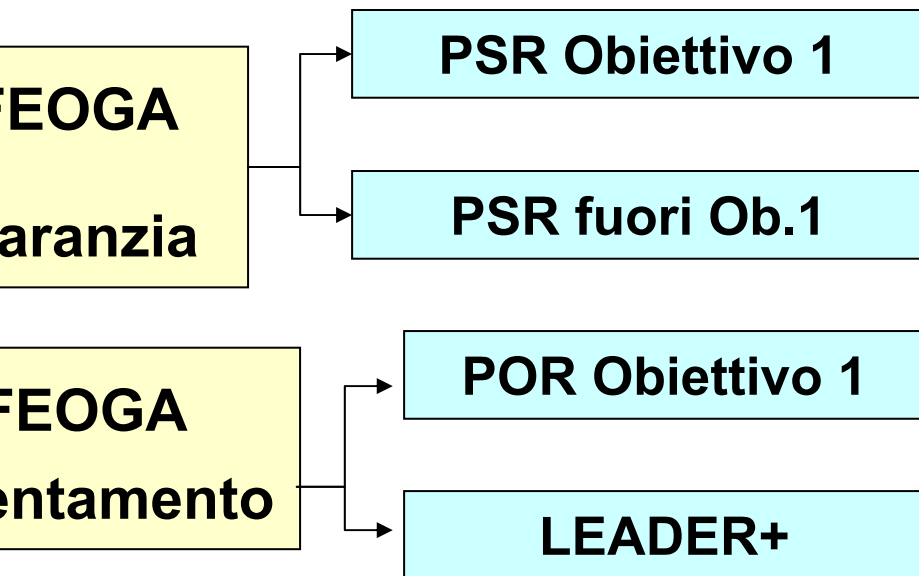 FEOGA
aranzia
PSR Obiettivo 1
PSR fuori Ob.1
FEOGA
entamento
POR Obiettivo 1
LEADER+